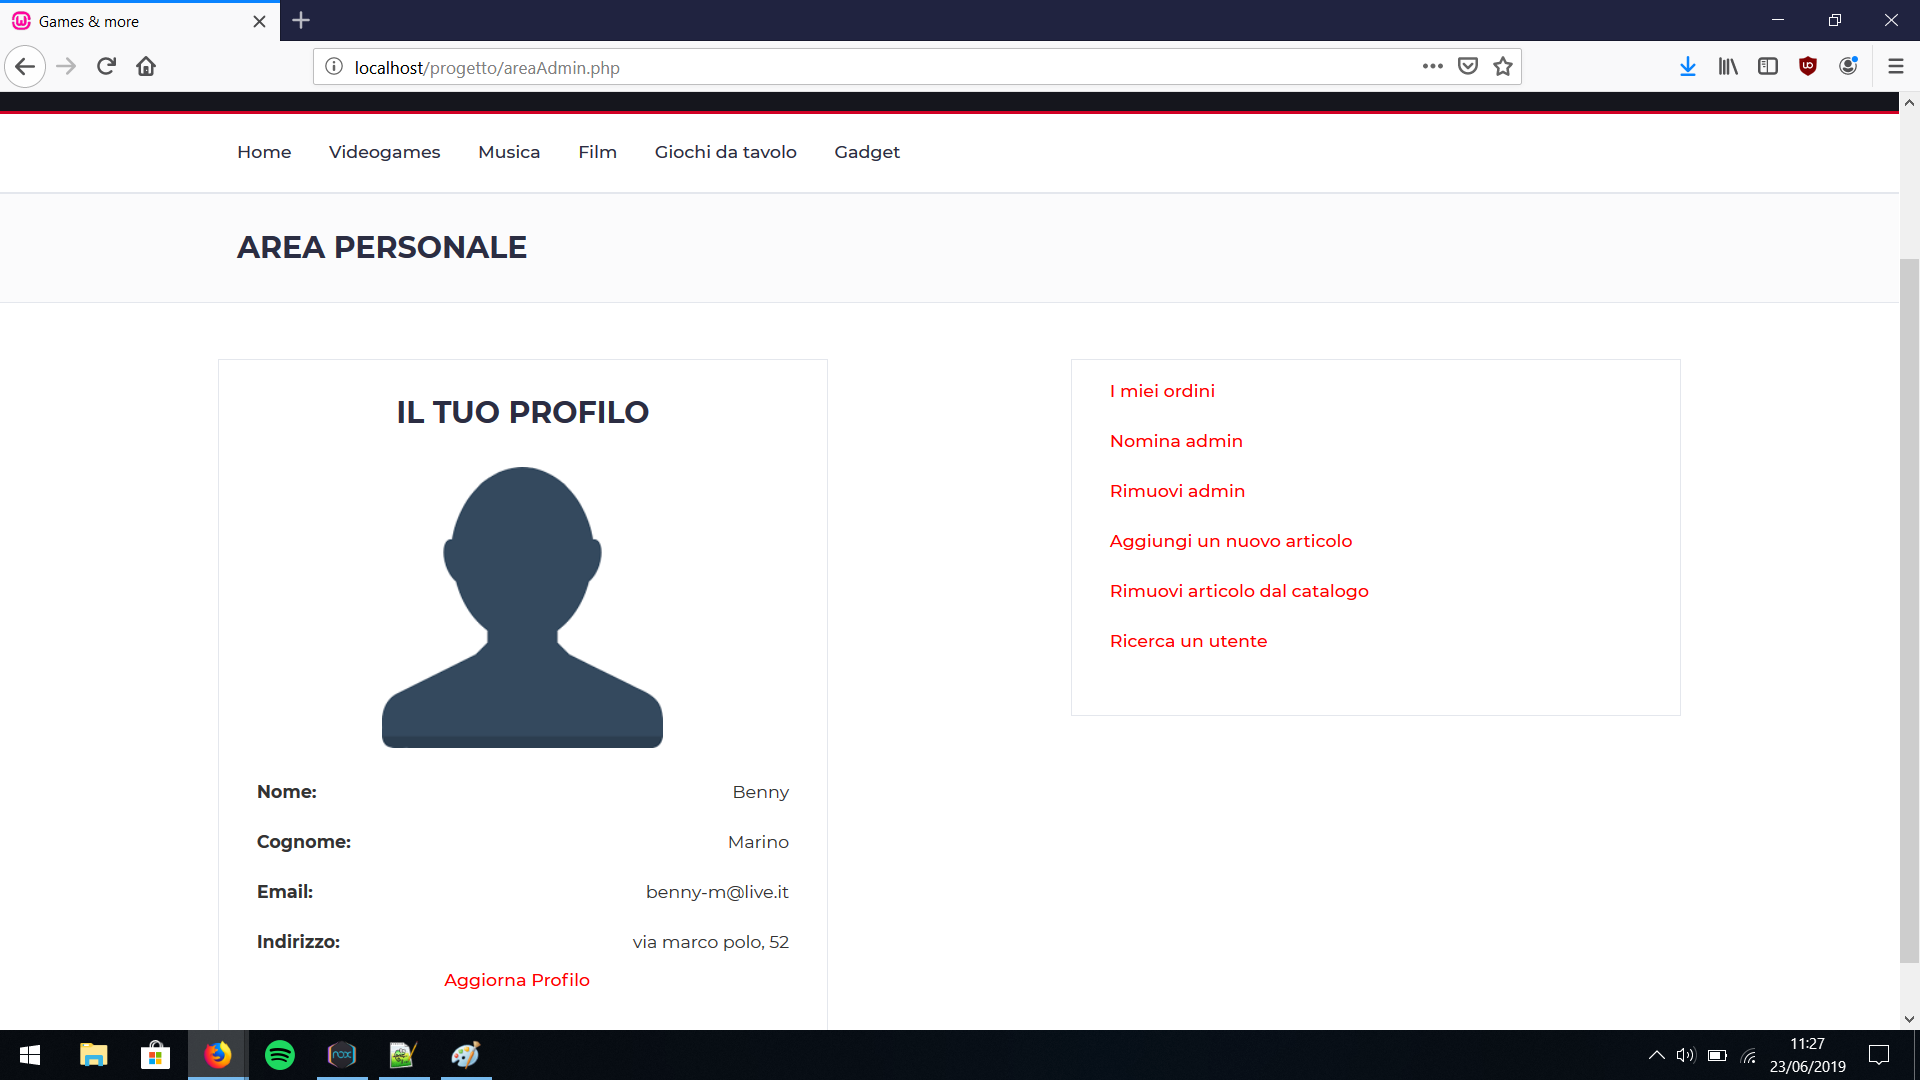 Games & more
localhost/progetto/areaAdmin.php
Home Videogames Musica Film Giochi da tavolo Gadget
AREA PERSONALE
IL TUO PROFILO
Nome: Benny
Cognome: Marino
Email: benny-m@live.it
Indirizzo: via marco polo, 52
Aggiorna Profilo
I miei ordini
Nomina admin
Rimuovi admin
Aggiungi un nuovo articolo
Rimuovi articolo dal catalogo
Ricerca un utente
nox
11:27
23/06/2019